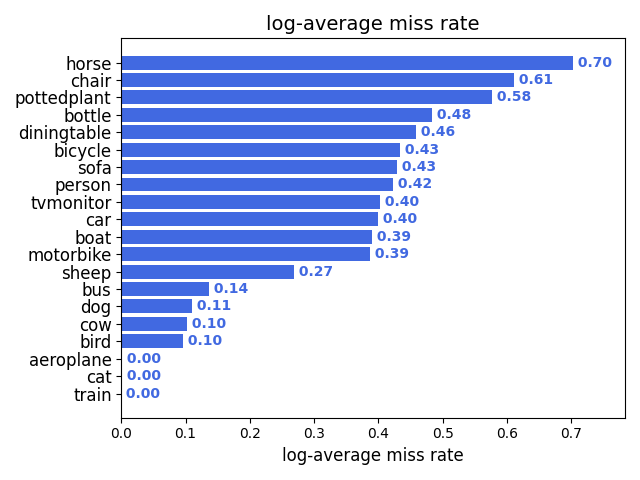 log-average miss rate
horse 0.70
chair 0.61
pottedplant 0.58
bottle 0.48
diningtable 0.46
bicycle 0.43
sofa 0.43
person 0.42
tvmonitor 0.40
car 0.40
boat 0.39
motorbike 0.39
sheep 0.27
bus 0.14
dog 0.11
cow 0.10
bird 0.10
aeroplane 0.00
cat 0.00
train 0.00
0.0 0.1 0.2 0.3 0.4 0.5 0.6 0.7
log-average miss rate